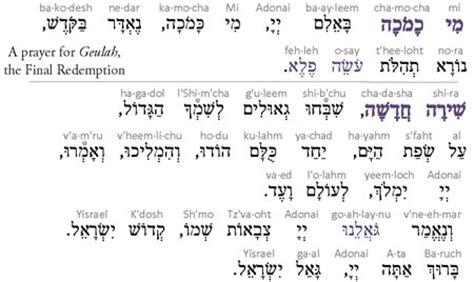 mi cha-mo-cha ba-ay-leem Adonai Mi ka-mo-cha ne-dar ba-ko-desh
מִי כָמֹכָה בָּאֵלִם יְיָ, מִי כָּמֹכָה, נֶאְדָּר בַּקֹּדֶשׁ,
no-ra t'hee-loht o-say feh-leh
נוֹרָא תְהִלֹּת עֹשֵׂה פֶלֶא.
A prayer for Geulah,
the Final Redemption
shi-ra cha-da-sha shi-b'chu g'u-leem l'Shi-m'cha ha-ga-dol
שִׁירָה חֲדָשָׁה, שִׁבְּחוּ גְאוּלִים לְשִׁמְךָ הַגָּדוֹל,
al s'faht ha-yahm ya-chad ku-lahm ho-du v'heem-li-chu v'a-m'ru
עַל שְׂפַת הַיָּם, יַחַד כֻּלָּם הוֹדוּ, וְהִמְלִיכוּ, וְאָמְרוּ,
Adonai yeem-loch l'o-lahm va-ed
יְיָ יִמְלֹךְ, לְעוֹלָם וָעֶד.
v'ne-eh-mar go-ah-lay-nu Adonai Tz'va-oht Sh'mo K'dosh Yisrael
וְנֶאֱמַר גֹּאֲלֵנוּ יְיָ צְבָאוֹת שְׁמוֹ, קְדוֹשׁ יִשְׂרָאֵל.
Ba-ruch A-ta Adonai ga-al Yisrael
בָּרוּךְ אַתָּה יְיָ, גָּאַל יִשְׂרָאֵל.